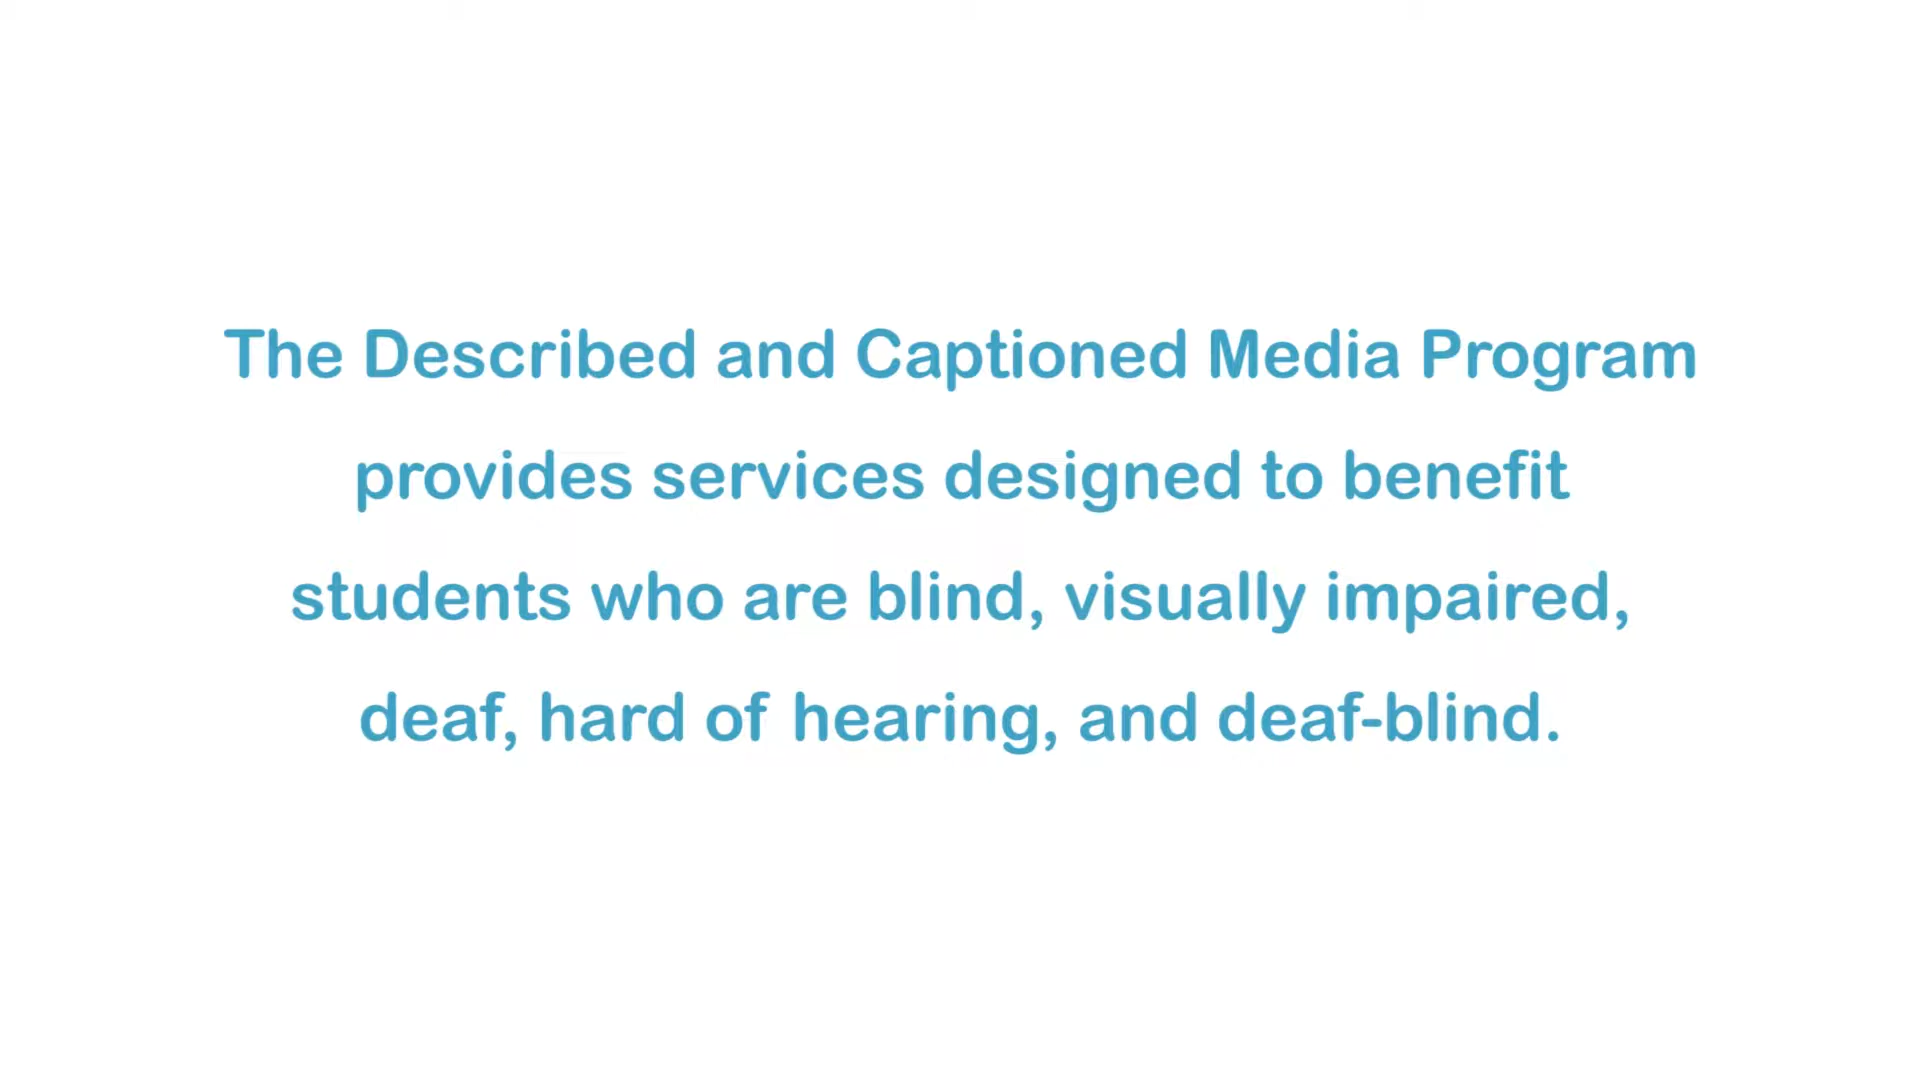 The Described and Captioned Media Program
provides services designed to benefit
students who are blind, visually impaired,
deaf, hard of hearing, and deaf-blind.